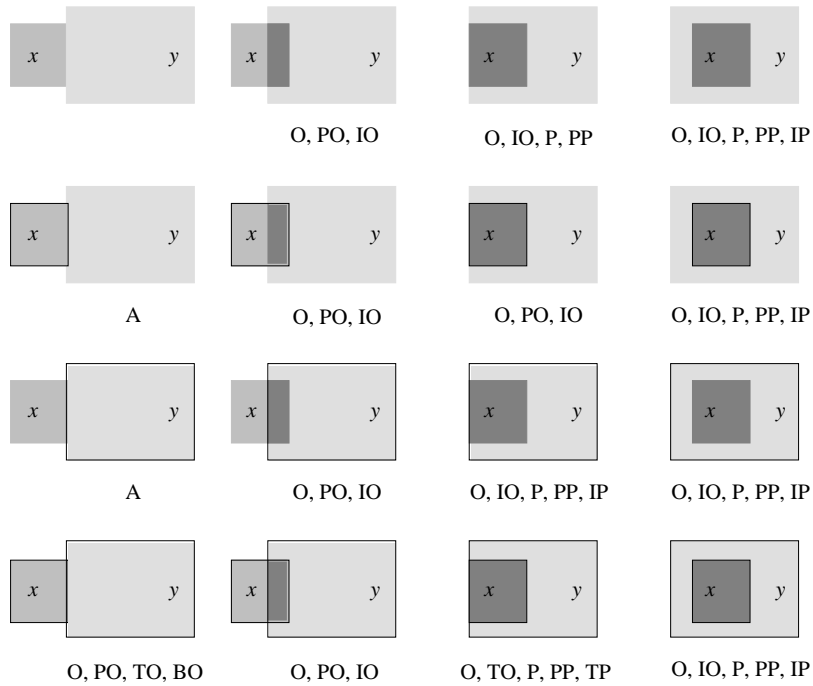 x y x y x y x y
O, PO, IO O, IO, P, PP O, IO, P, PP, IP
x y x y x y x y
A O, PO, IO O, PO, IO O, IO, P, PP, IP
x y x y x y x y
A O, PO, IO O, IO, P, PP, IP O, IO, P, PP, IP
x y x y x y x y
O, PO, TO, BO O, PO, IO O, TO, P, PP, TP O, IO, P, PP, IP